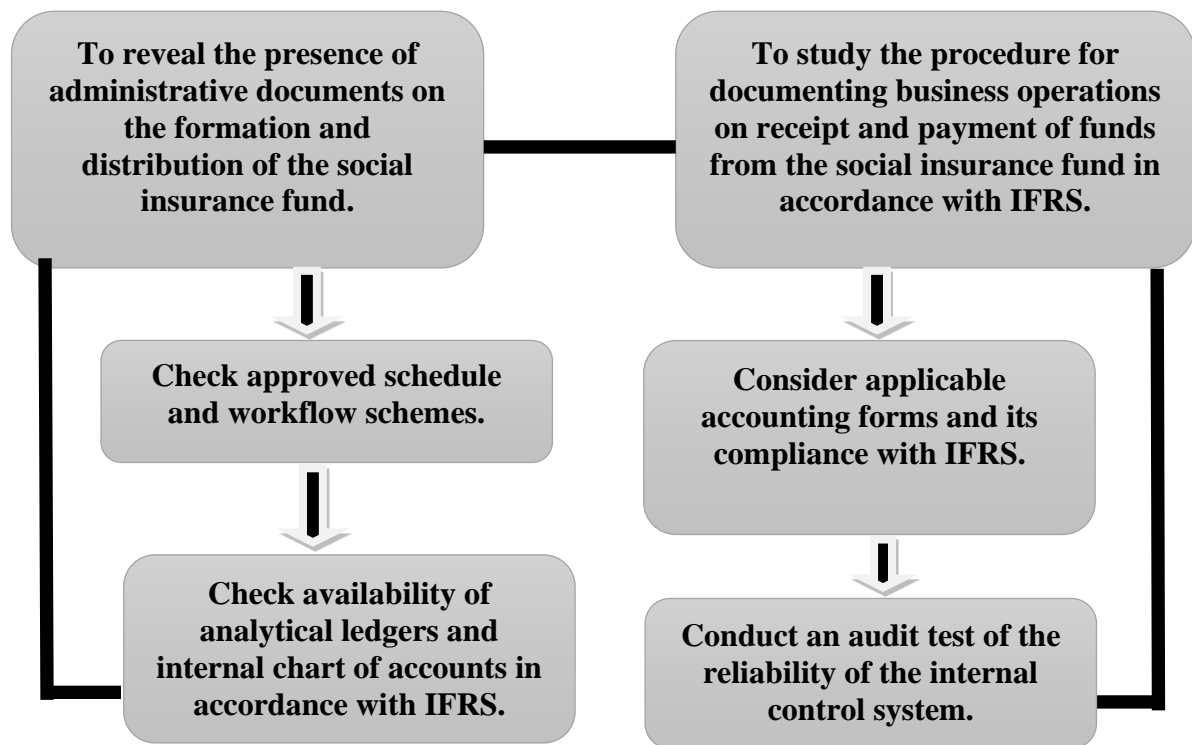 To reveal the presence of
administrative documents on
the formation and
distribution of the social
insurance fund.
To study the procedure for
documenting business operations
on receipt and payment of funds
from the social insurance fund in
accordance with IFRS.
Check approved schedule
and workflow schemes.
Consider applicable
accounting forms and its
compliance with IFRS.
Check availability of
analytical ledgers and
internal chart of accounts in
accordance with IFRS.
Conduct an audit test of the
reliability of the internal
control system.